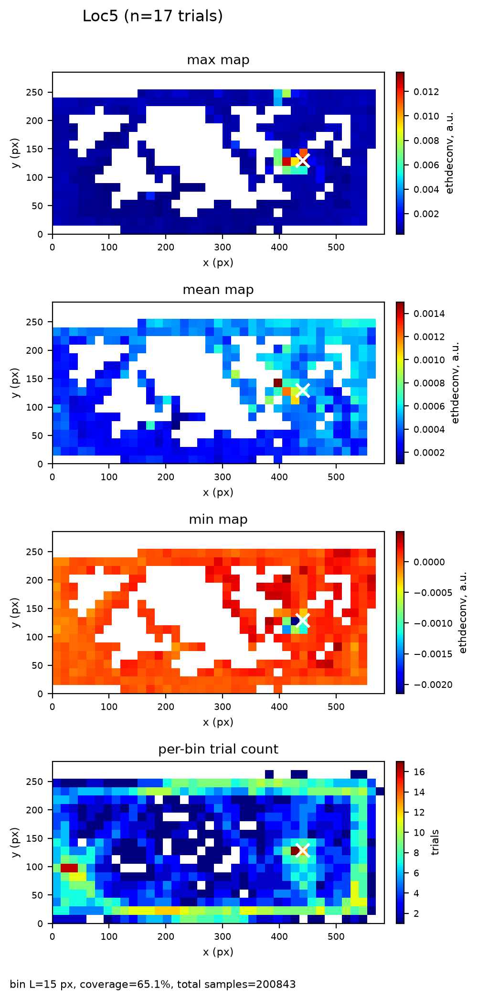 Loc5 (n=17 trials)
max map
250
200
150
100
50
0
y (px)
0 100 200 300 400 500
x (px)
0.012
0.010
0.008
0.006
0.004
0.002
ethdeconv, a.u.
mean map
250
200
150
100
50
0
y (px)
0 100 200 300 400 500
x (px)
0.0014
0.0012
0.0010
0.0008
0.0006
0.0004
0.0002
ethdeconv, a.u.
min map
250
200
150
100
50
0
y (px)
0 100 200 300 400 500
x (px)
0.0000
−0.0005
−0.0010
−0.0015
−0.0020
ethdeconv, a.u.
per-bin trial count
250
200
150
100
50
0
y (px)
0 100 200 300 400 500
x (px)
16
14
12
10
8
6
4
2
trials
bin L=15 px, coverage=65.1%, total samples=200843